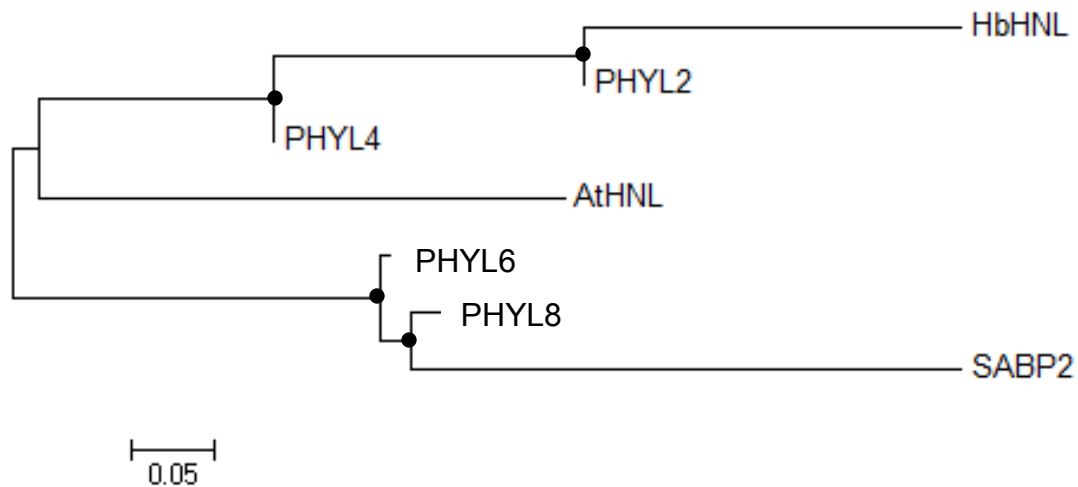 HbHNL
PHYL2
PHYL4
AtHNL
PHYL6
PHYL8
SABP2
0.05